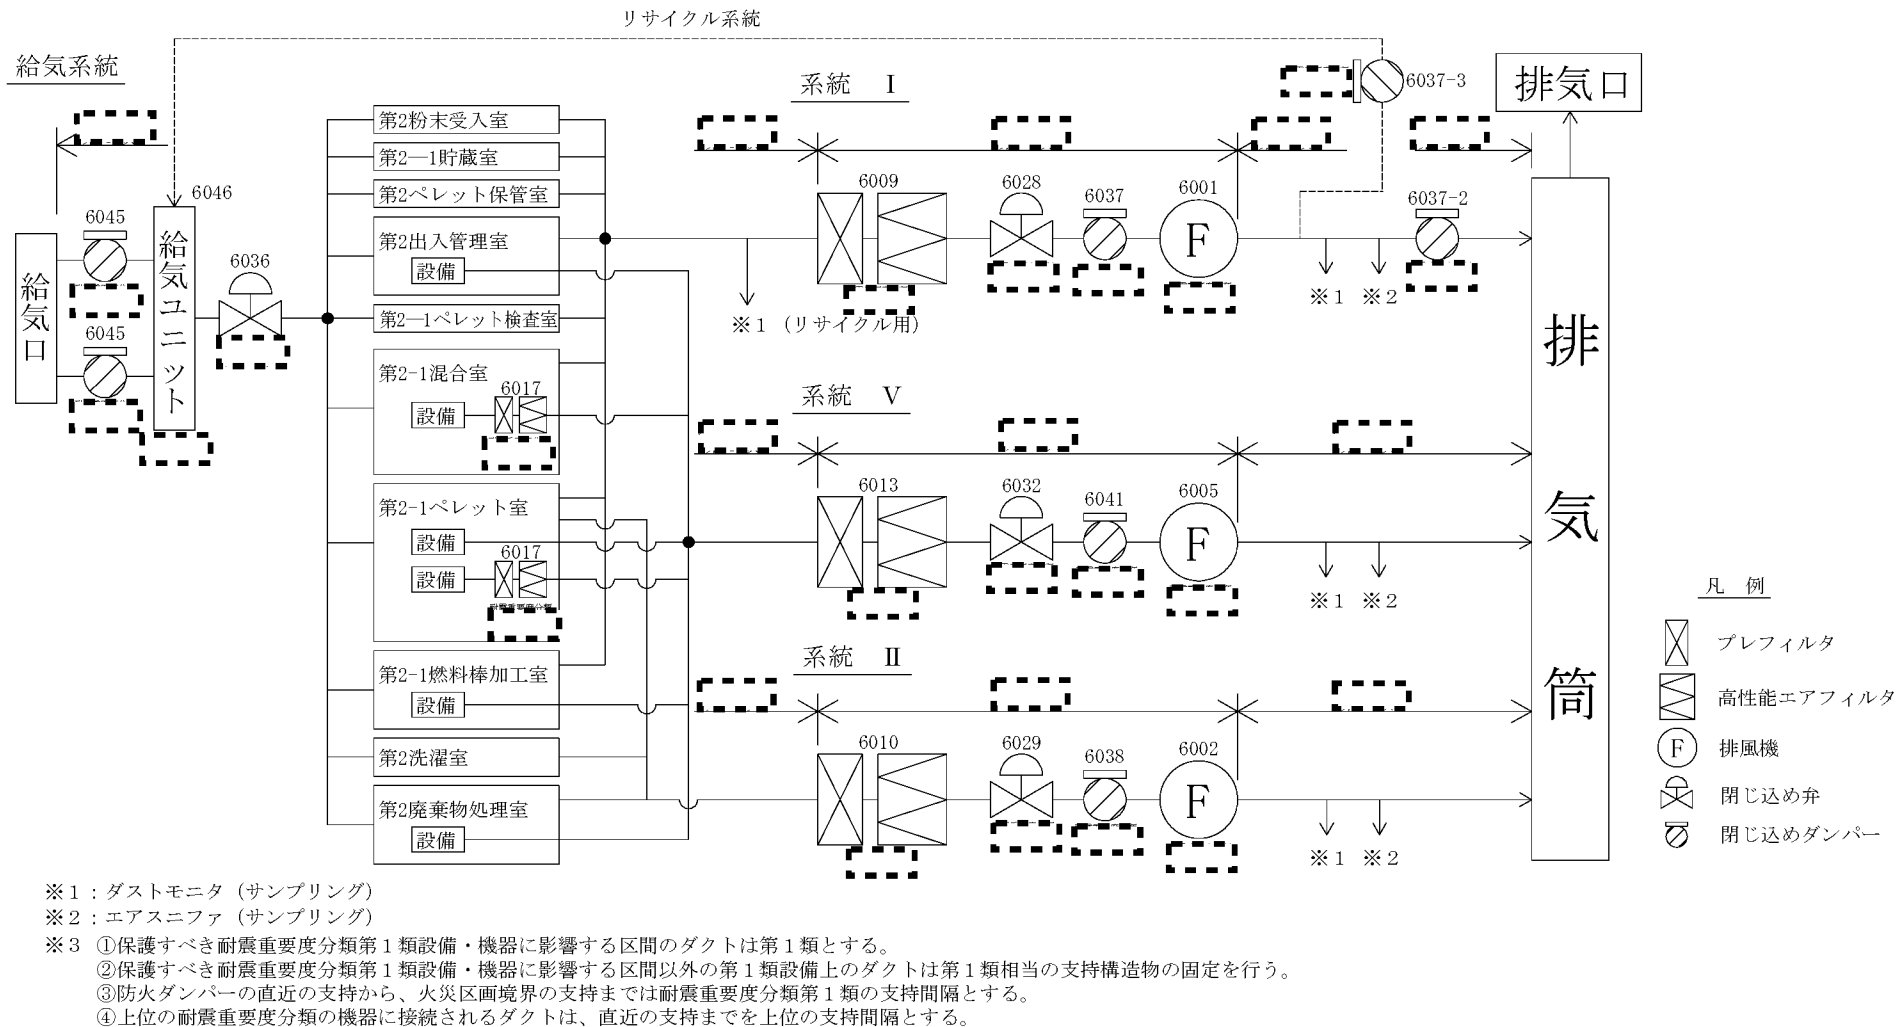 リサイクル系統
給気系統
系統 Ⅰ
6037-3
排気口
6046
6045
6045
6036
給気口
給気ユニット
第2粉末受入室
第2―1貯蔵室
第2ペレット保管室
第2出入管理室
設備
第2―1ペレット検査室
第2-1混合室
6017
設備
第2-1ペレット室
設備
6017
設備
第2-1燃料棒加工室
設備
第2洗濯室
第2廃棄物処理室
設備
6009
6028
6037
6001
6037-2
F
※1
※2
※1 (リサイクル用)
系統 Ⅴ
6013
6032
6041
6005
F
※1
※2
系統 Ⅱ
6010
6029
6038
6002
F
※1
※2
排気筒
凡 例
プレフィルタ
高性能エアフィルタ
F
排風機
閉じ込め弁
閉じ込めダンパー
※1:ダストモニタ(サンプリング)
※2:エアスニファ(サンプリング)
※3 ①保護すべき耐震重要度分類第1類設備・機器に影響する区間のダクトは第1類とする。
②保護すべき耐震重要度分類第1類設備・機器に影響する区間以外の第1類設備上のダクトは第1類相当の支持構造物の固定を行う。
③防火ダンパーの直近の支持から、火災区画境界の支持までは耐震重要度分類第1類の支持間隔とする。
④上位の耐震重要度分類の機器に接続されるダクトは、直近の支持までを上位の支持間隔とする。